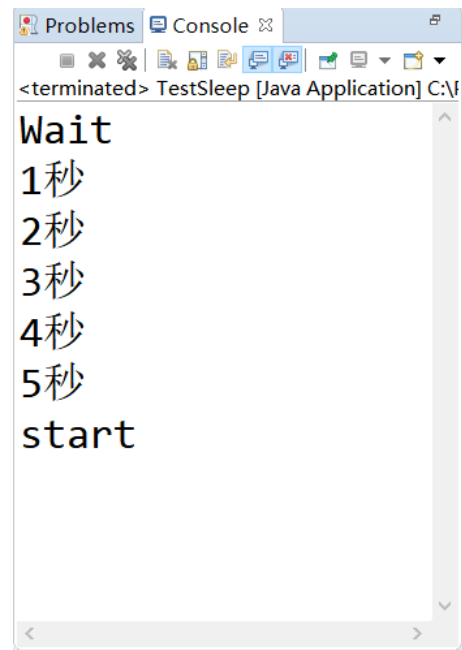 Problems Console
<terminated> TestSleep [Java Application] C:\
Wait
1秒
2秒
3秒
4秒
5秒
start